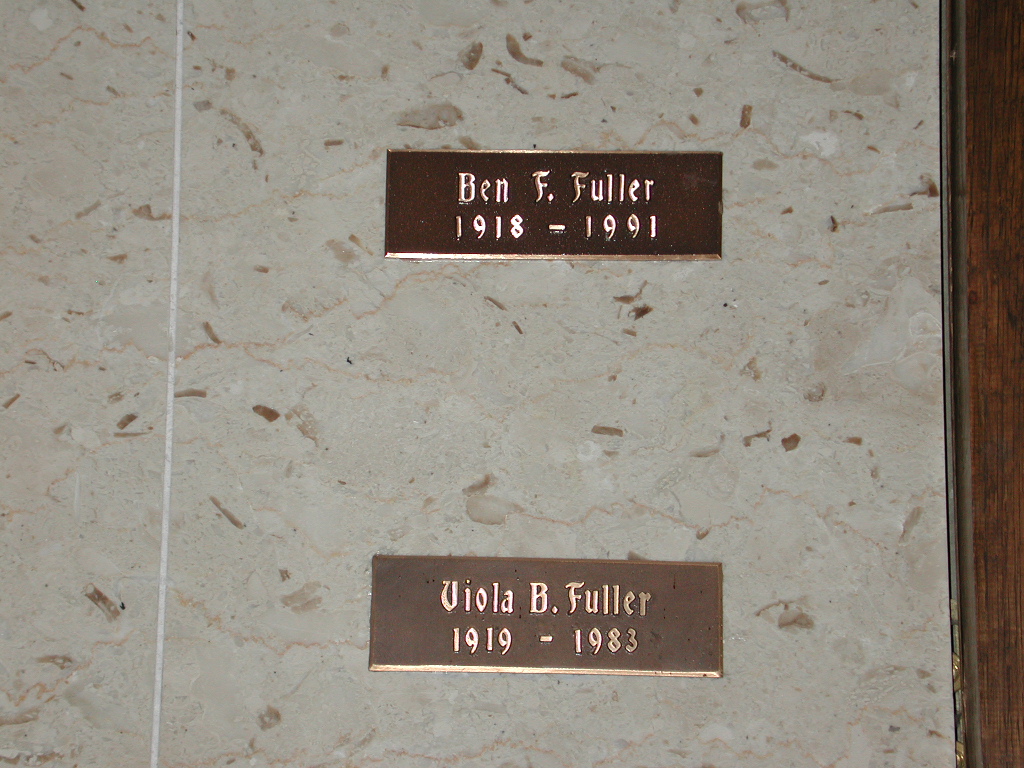 Ben F. Fuller
1918 - 1991
Viola B. Fuller
1919 - 1983